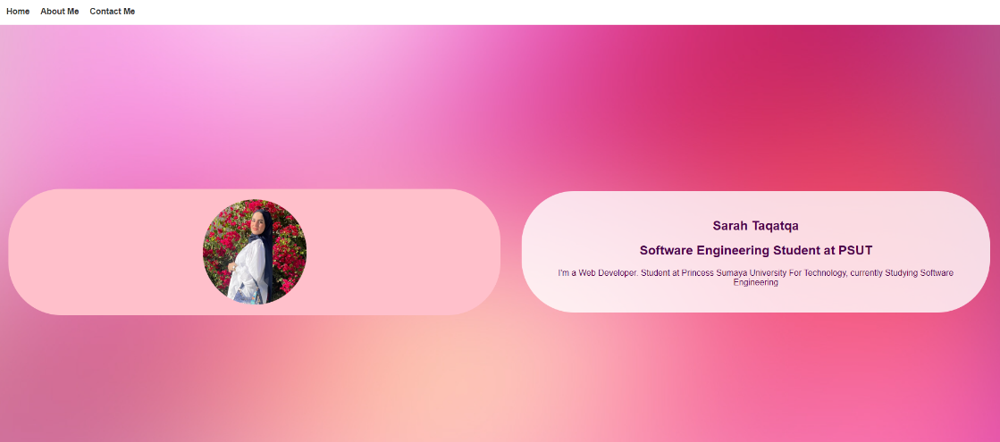 Home About Me Contact Me
Sarah Taqatqa
Software Engineering Student at PSUT
I'm a Web Developer. Student at Princess Sumaya University For Technology, currently Studying Software
Engineering